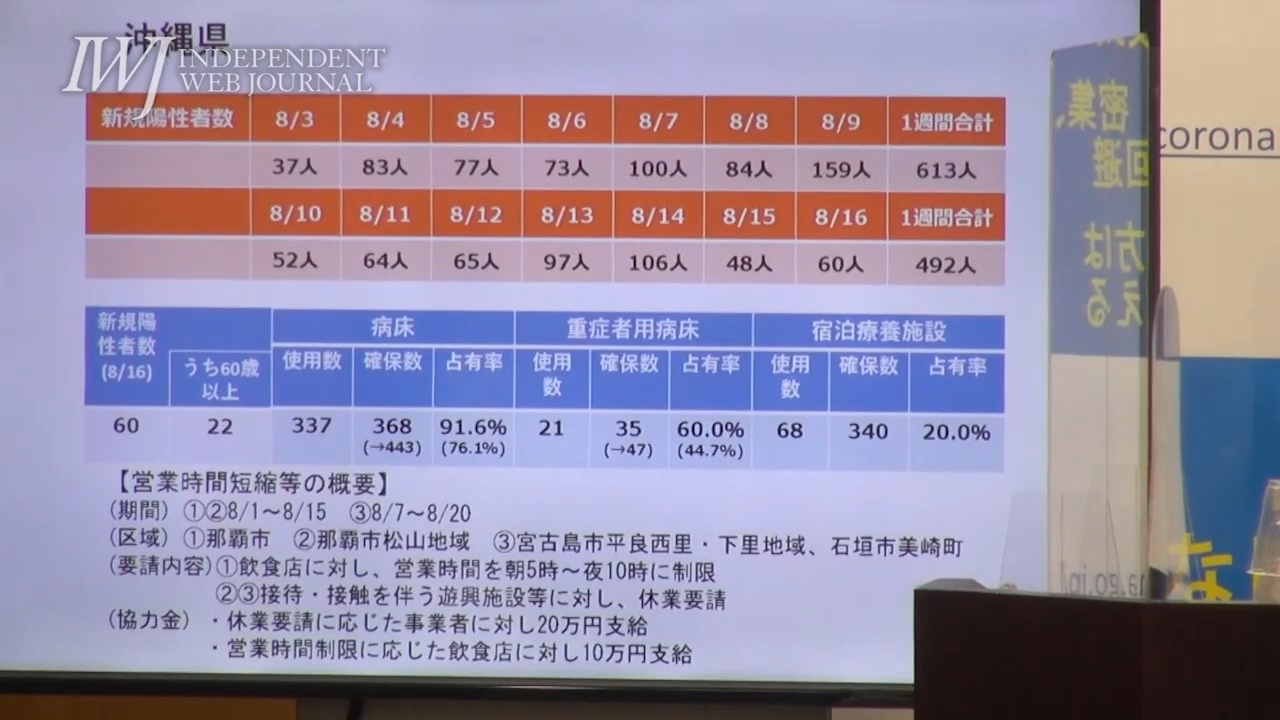 沖縄県
IWJ INDEPENDENT
WEB JOURNAL
新規陽性者数 8/3 8/4 8/5 8/6 8/7 8/8 8/9 1週間合計
37人 83人 77人 73人 100人 84人 159人 613人
8/10 8/11 8/12 8/13 8/14 8/15 8/16 1週間合計
52人 64人 65人 97人 106人 48人 60人 492人
新規陽性者数(8/16) うち60歳以上 病床 重症者用病床 宿泊療養施設
使用数 確保数 占有率 使用数 確保数 占有率 使用数 確保数 占有率
60 22 337 368 91.6% 21 35 60.0% 68 340 20.0%
(→443) (76.1%) (→47) (44.7%)
【営業時間短縮等の概要】
(期間) ①②8/1~8/15 ③8/7~8/20
(区域) ①那覇市 ②那覇市松山地域 ③宮古島市平良西里・下里地域、石垣市美崎町
(要請内容)①飲食店に対し、営業時間を朝5時~夜10時に制限
②③接待・接触を伴う遊興施設等に対し、休業要請
(協力金) ・休業要請に応じた事業者に対し20万円支給
・営業時間制限に応じた飲食店に対し10万円支給
corona
密集、
回避
方は
える